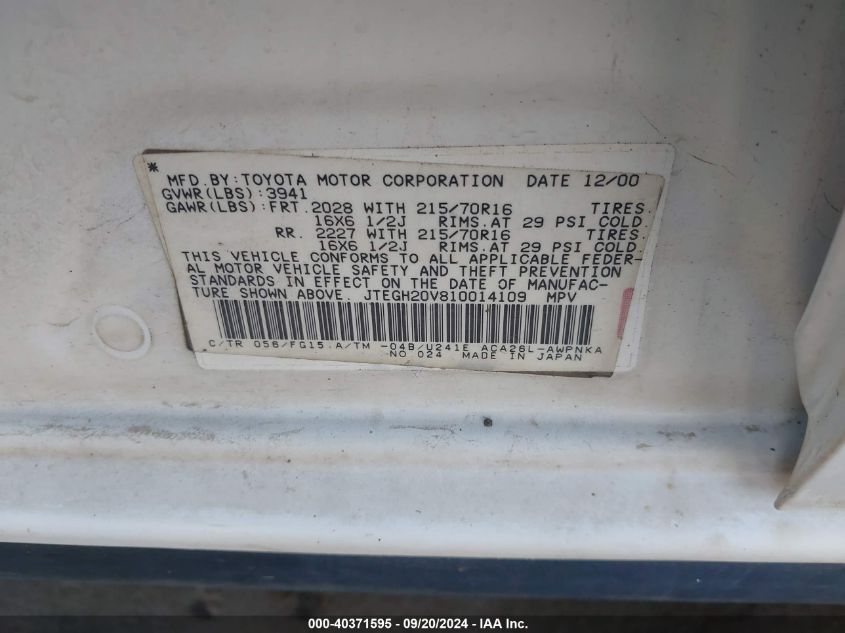 * MFD. BY: TOYOTA MOTOR CORPORATION DATE 12/00
GVWR(LBS):3941
GAWR(LBS):FRT. 2028 WITH 215/70R16 TIRES.
16X6 1/2J RIMS.AT 29 PSI COLD.
RR. 2227 WITH 215/70R16 TIRES.
16X6 1/2J RIMS.AT 29 PSI COLD.
THIS VEHICLE CONFORMS TO ALL APPLICABLE FEDER-
AL MOTOR VEHICLE SAFETY AND THEFT PREVENTION
STANDARDS IN EFFECT ON THE DATE OF MANUFAC-
TURE SHOWN ABOVE. JTEGH20V810014109 MPV
C/TR 056/FG15 A/TM -04B/U241E ACA26L-AWPNKA
NO 024 MADE IN JAPAN
000-40371595 - 09/20/2024 - IAA Inc.